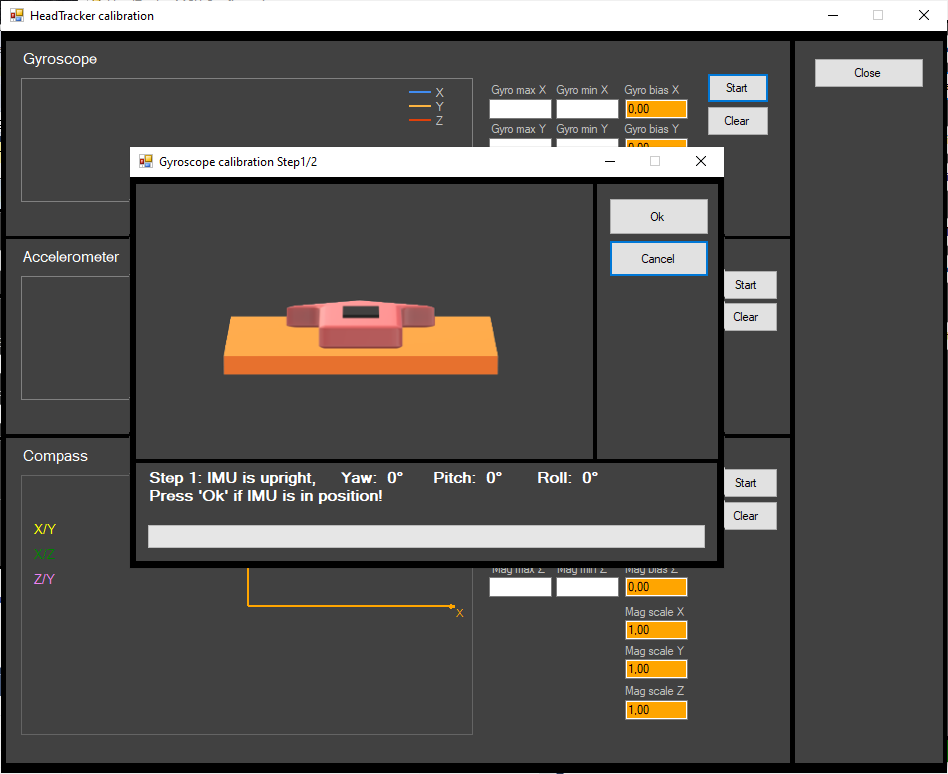 HeadTracker calibration
Gyroscope
X
Y
Z
Gyro max X Gyro min X Gyro bias X
0,00
Start
Clear
Close
Gyro max Y Gyro min Y Gyro bias Y
0,00
Gyroscope calibration Step1/2
Ok
Cancel
Step 1: IMU is upright, Yaw: 0° Pitch: 0° Roll: 0°
Press 'Ok' if IMU is in position!
Accelerometer
Start
Clear
Compass
X/Y
X/Z
Z/Y
X
Start
Clear
Mag max Z Mag min Z Mag bias Z
0,00
Mag scale X
1,00
Mag scale Y
1,00
Mag scale Z
1,00